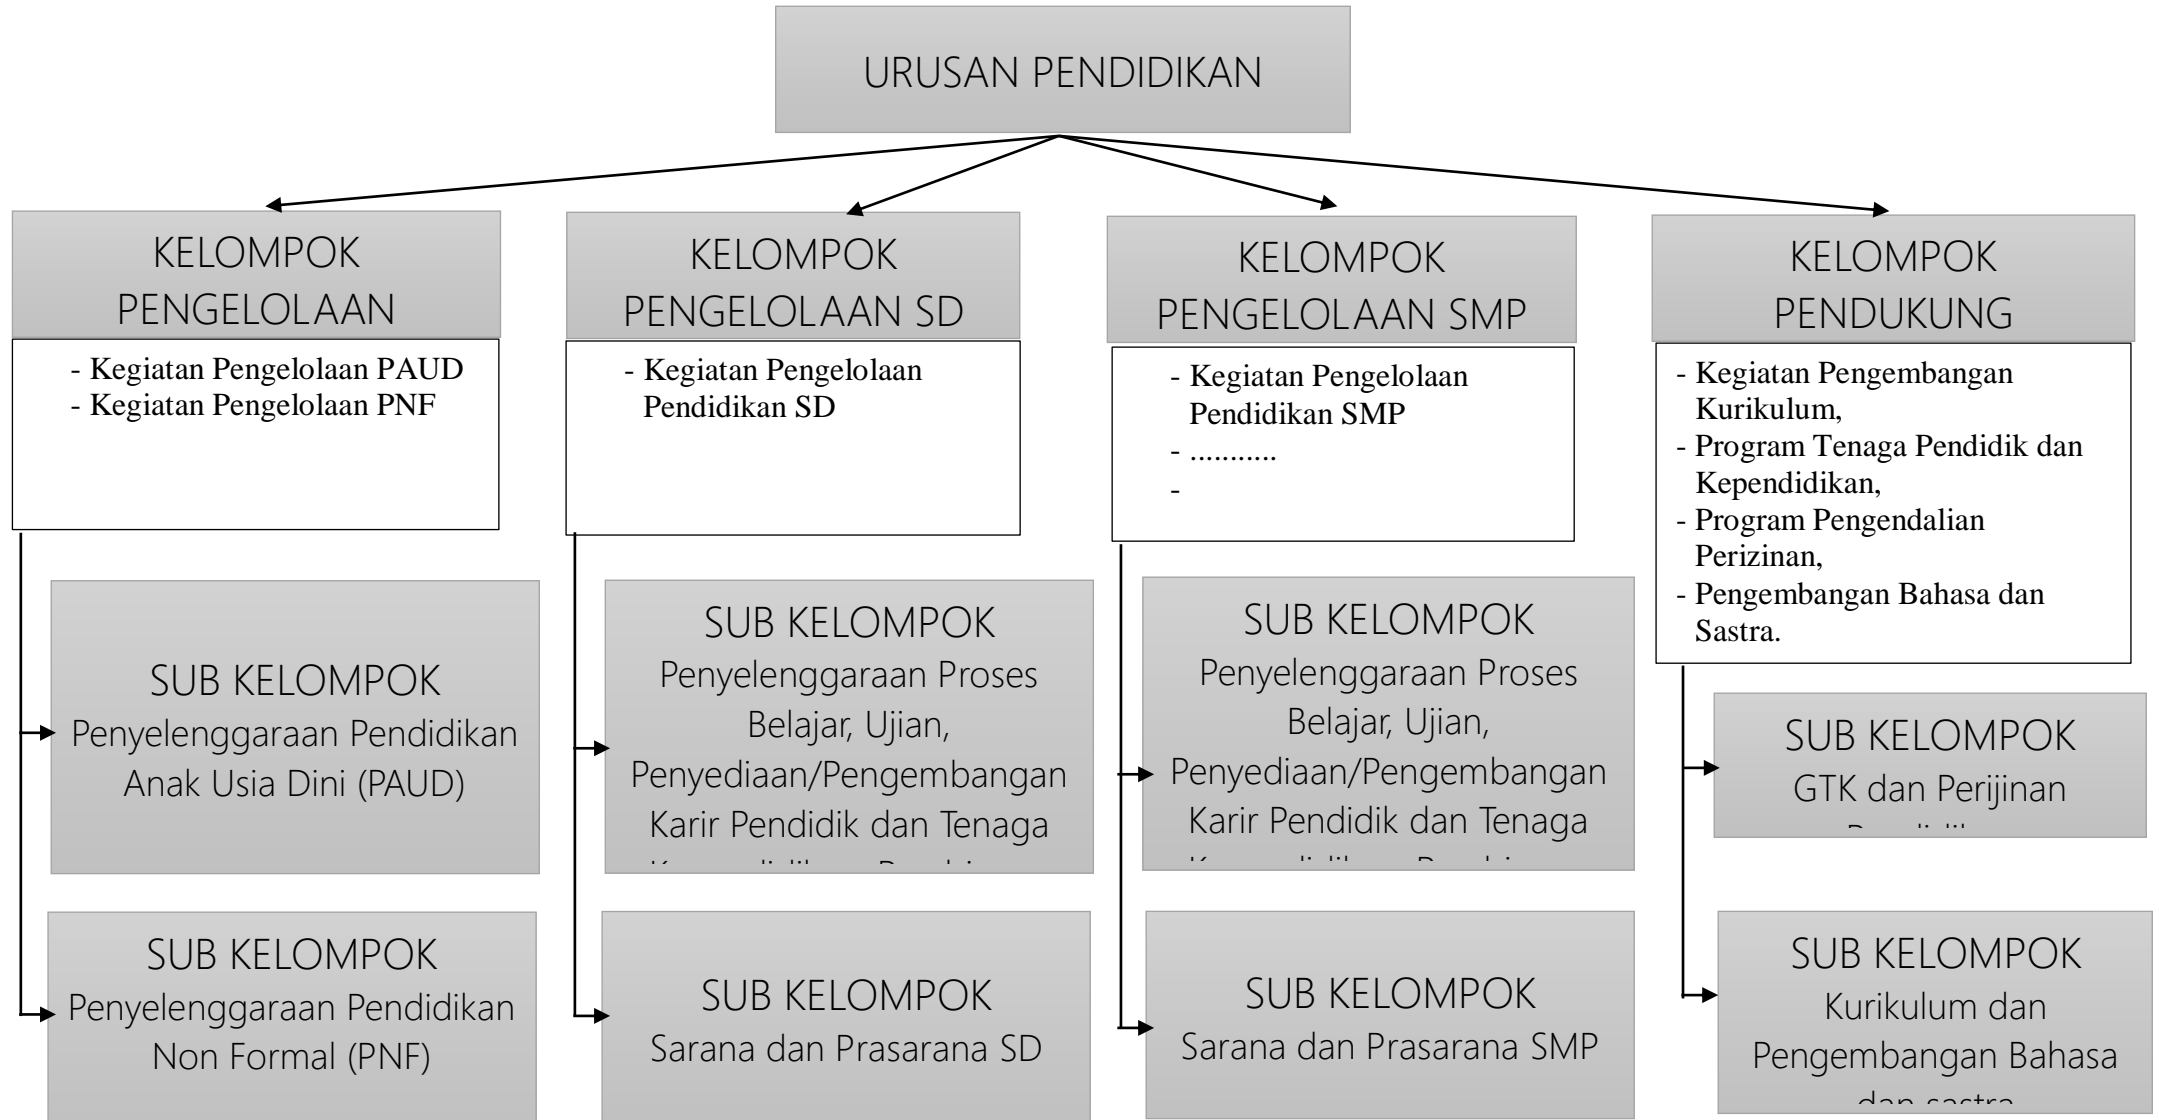 URUSAN PENDIDIKAN
KELOMPOK
PENGELOLAAN
- Kegiatan Pengelolaan PAUD
- Kegiatan Pengelolaan PNF
SUB KELOMPOK
Penyelenggaraan Pendidikan
Anak Usia Dini (PAUD)
SUB KELOMPOK
Penyelenggaraan Pendidikan
Non Formal (PNF)
KELOMPOK
PENGELOLAAN SD
- Kegiatan Pengelolaan
Pendidikan SD
SUB KELOMPOK
Penyelenggaraan Proses
Belajar, Ujian,
Penyediaan/Pengembangan
Karir Pendidik dan Tenaga
SUB KELOMPOK
Sarana dan Prasarana SD
KELOMPOK
PENGELOLAAN SMP
- Kegiatan Pengelolaan
Pendidikan SMP
- ...........
-
SUB KELOMPOK
Penyelenggaraan Proses
Belajar, Ujian,
Penyediaan/Pengembangan
Karir Pendidik dan Tenaga
SUB KELOMPOK
Sarana dan Prasarana SMP
KELOMPOK
PENDUKUNG
- Kegiatan Pengembangan
Kurikulum,
- Program Tenaga Pendidik dan
Kependidikan,
- Program Pengendalian
Perizinan,
- Pengembangan Bahasa dan
Sastra.
SUB KELOMPOK
GTK dan Perijinan
SUB KELOMPOK
Kurikulum dan
Pengembangan Bahasa
dan sastra